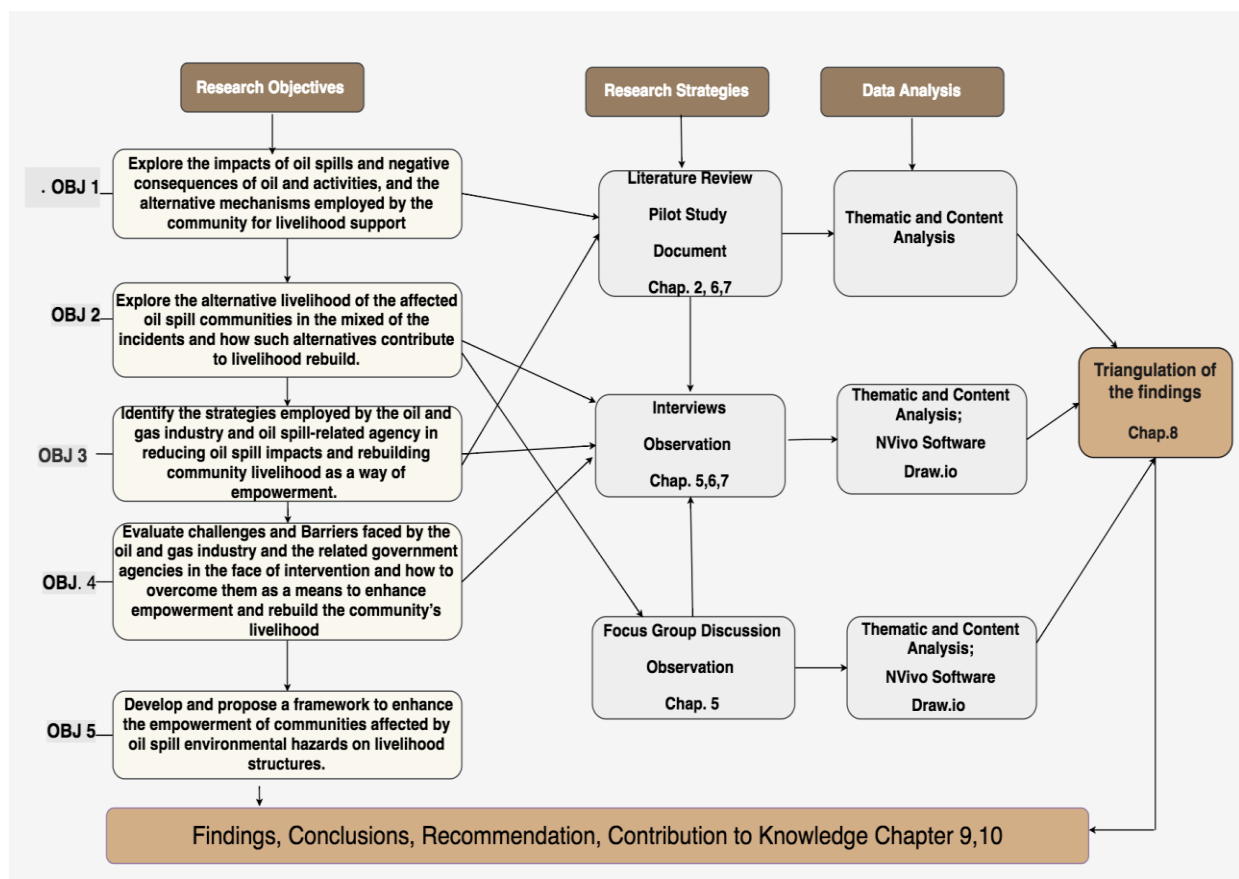 Research Objectives
Research Strategies
Data Analysis
. OBJ 1
Explore the impacts of oil spills and negative
consequences of oil and activities, and the
alternative mechanisms employed by the
community for livelihood support
Literature Review
Pilot Study
Document
Chap. 2, 6,7
Thematic and Content
Analysis
OBJ 2
Explore the alternative livelihood of the affected
oil spill communities in the mixed of the
incidents and how such alternatives contribute
to livelihood rebuild.
Triangulation of
the findings
Chap.8
OBJ 3
Identify the strategies employed by the oil and
gas industry and oil spill-related agency in
reducing oil spill impacts and rebuilding
community livelihood as a way of
empowerment.
Interviews
Observation
Chap. 5,6,7
Thematic and Content
Analysis;
NVivo Software
Draw.io
OBJ. 4
Evaluate challenges and Barriers faced by the
oil and gas industry and the related government
agencies in the face of intervention and how to
overcome them as a means to enhance
empowerment and rebuild the community's
livelihood
Focus Group Discussion
Observation
Chap. 5
Thematic and Content
Analysis;
NVivo Software
Draw.io
OBJ 5
Develop and propose a framework to enhance
the empowerment of communities affected by
oil spill environmental hazards on livelihood
structures.
Findings, Conclusions, Recommendation, Contribution to Knowledge Chapter 9,10